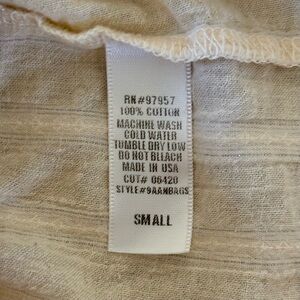 RN#97957
100% COTTON
MACHINE WASH
COLD WATER
TUMBLE DRY LOW
DO NOT BLEACH
MADE IN USA
CUT# 06420
STYLE#9AANBAGS
SMALL